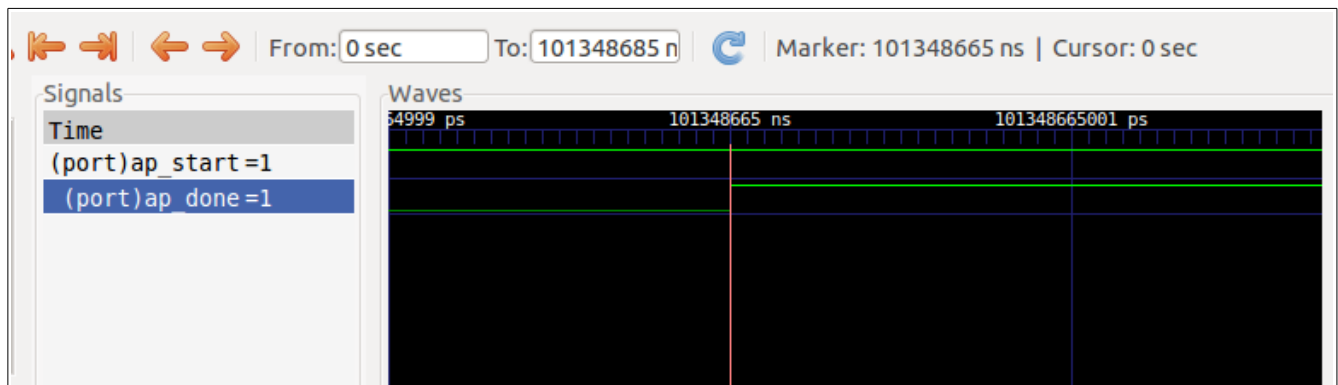 From: 0 sec To: 101348685 n Marker: 101348665 ns | Cursor: 0 sec
Signals Waves
Time 54999 ps 101348665 ns 101348665001 ps
(port)ap_start=1
(port)ap_done=1